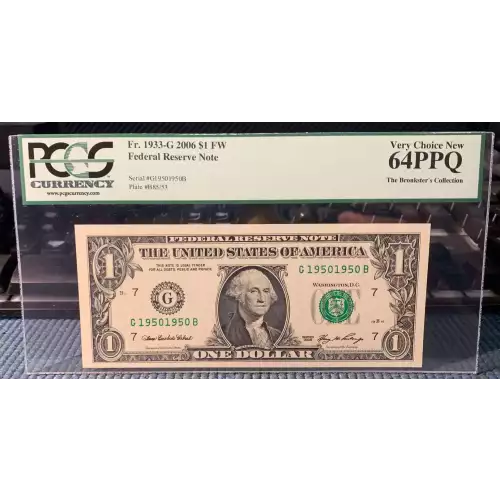 PCGS
CURRENCY
www.pcgscurrency.com
Fr. 1933-G 2006 $1 FW
Federal Reserve Note
Serial #G19501950B
Very Choice New
64PPQ
The Bronkster's Collection
FEDERAL RESERVE NOTE
THE UNITED STATES OF AMERICA
THIS NOTE IS LEGAL TENDER
FOR ALL DEBTS, PUBLIC AND PRIVATE
1 1
G 19501950 B
WASHINGTON, D.C.
7 7
G
G 19501950 B
7 7
ONE DOLLAR
1 1